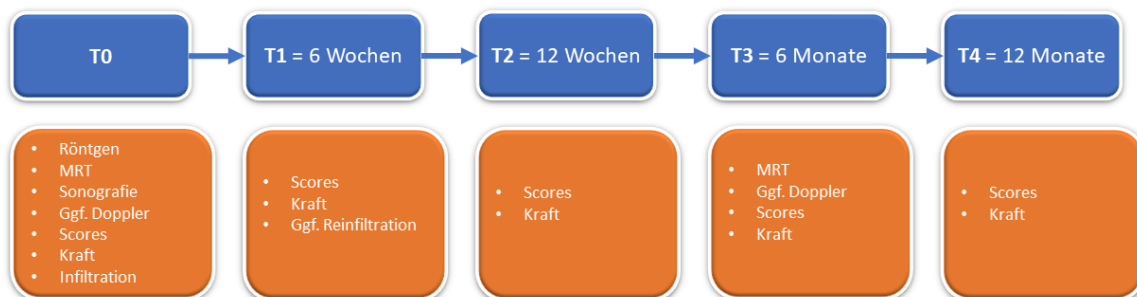 T0
T1 = 6 Wochen
T2 = 12 Wochen
T3 = 6 Monate
T4 = 12 Monate
• Röntgen
• MRT
• Sonografie
• Ggf. Doppler
• Scores
• Kraft
• Infiltration
• Scores
• Kraft
• Ggf. Reinfiltration
• Scores
• Kraft
• MRT
• Ggf. Doppler
• Scores
• Kraft
• Scores
• Kraft